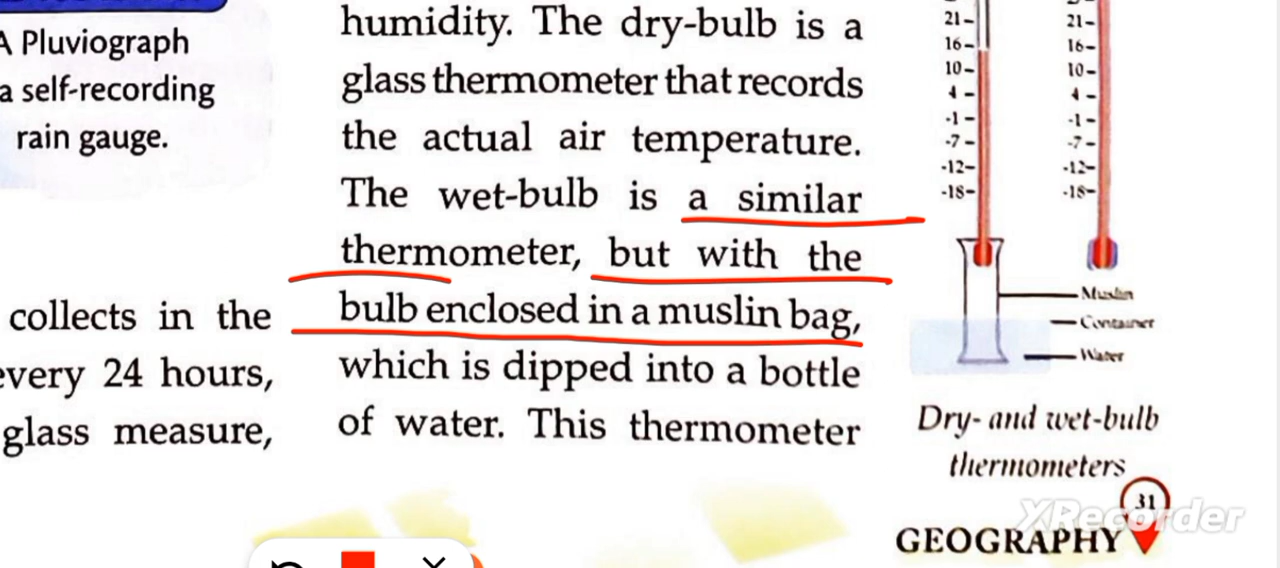 A Pluviograph
a self-recording
rain gauge.
collects in the
every 24 hours,
glass measure,
humidity. The dry-bulb is a
glass thermometer that records
the actual air temperature.
The wet-bulb is a similar
thermometer, but with the
bulb enclosed in a muslin bag,
which is dipped into a bottle
of water. This thermometer
21 21
16 16
10 10
4 4
-1 -1
-7 -7
-12 -12
-18 -18
Muslin
Container
Water
Dry- and wet-bulb
thermometers
31
XRecorder
GEOGRAPHY